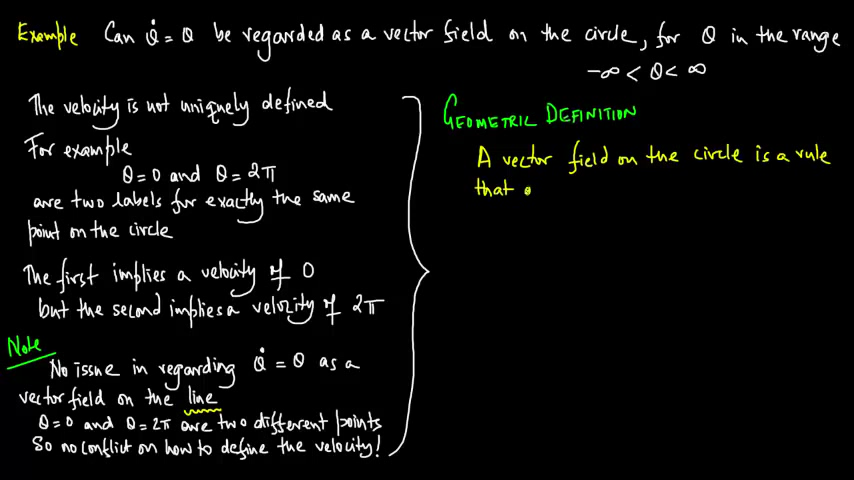 Example Can θ̇ = θ be regarded as a vector field on the circle, for θ in the range
-∞ < θ < ∞
The velocity is not uniquely defined
For example
θ=0 and θ = 2π
are two labels for exactly the same
point on the circle
The first implies a velocity of 0
but the second implies a velocity of 2π
Note
No issue in regarding θ̇ = θ as a
vector field on the line
θ=0 and θ=2π are two different points
So no conflict on how to define the velocity!
GEOMETRIC DEFINITION
A vector field on the circle is a rule
that